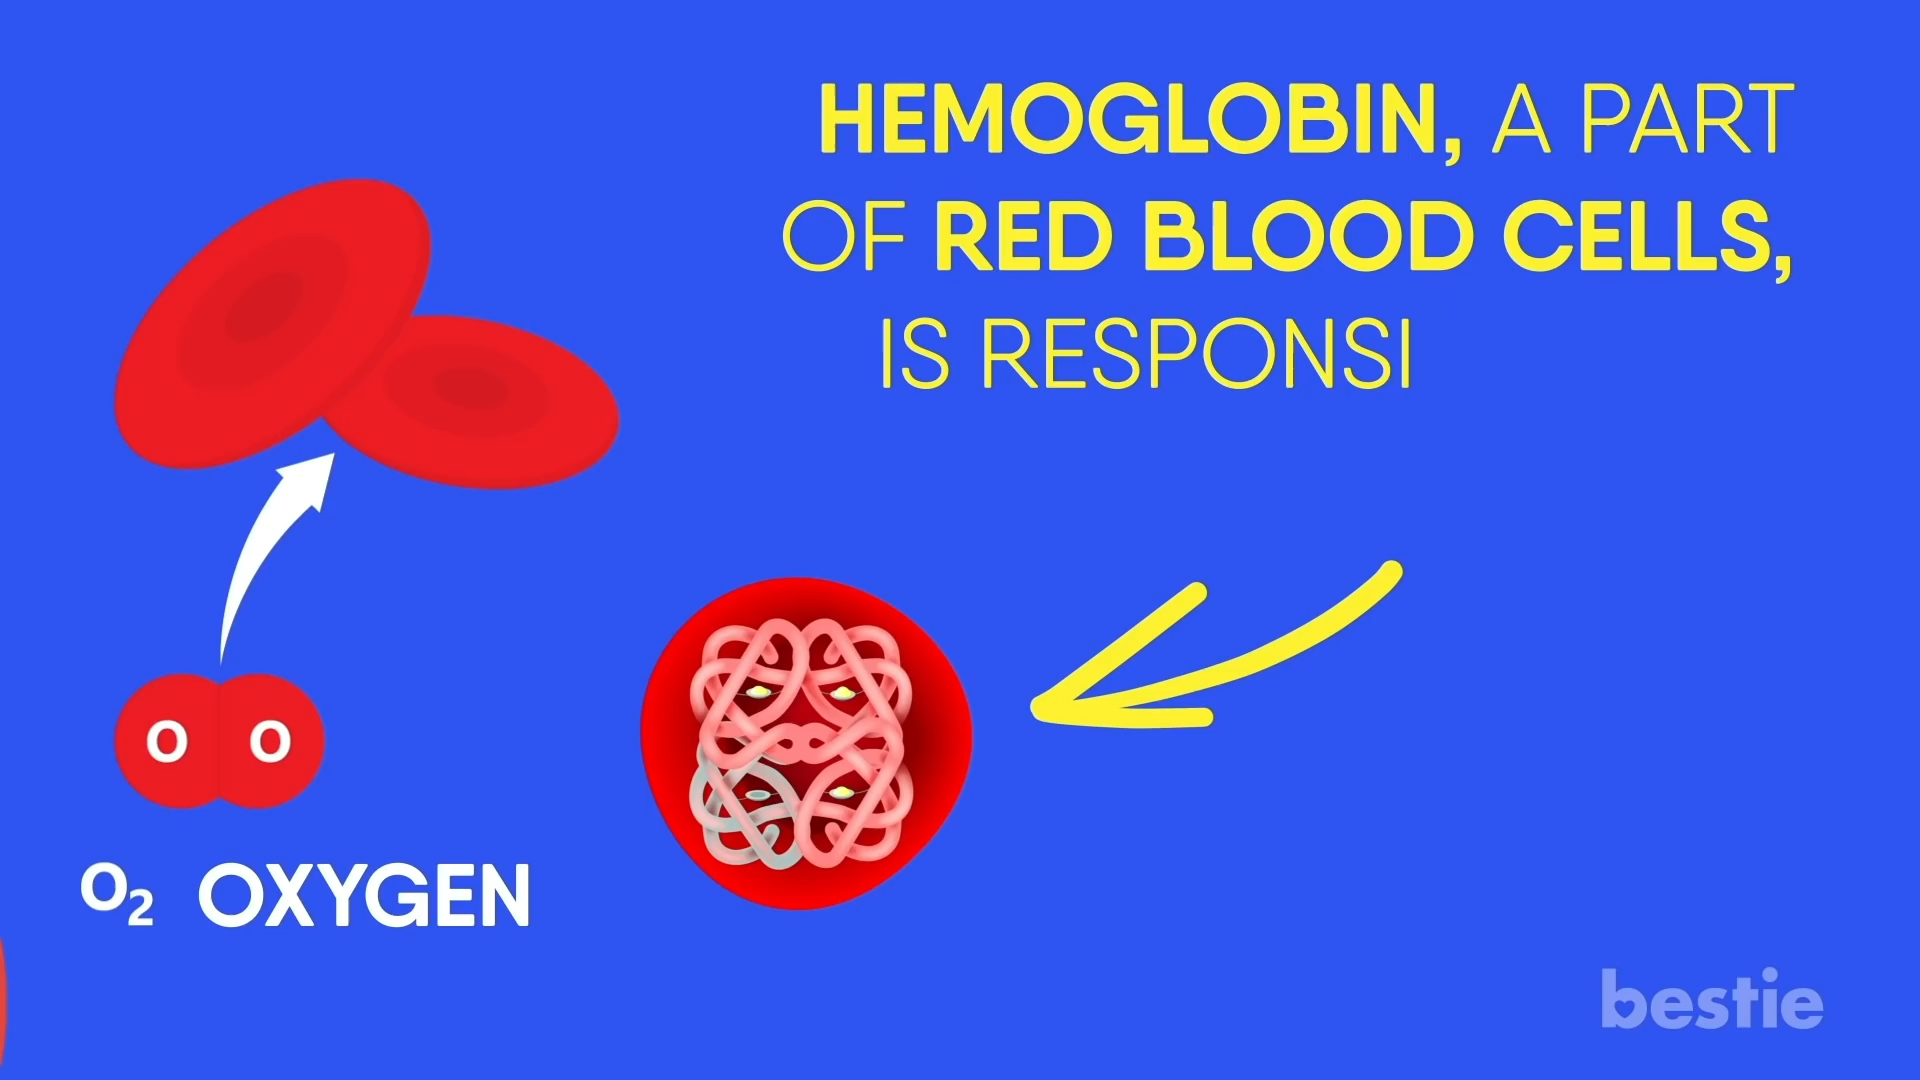 HEMOGLOBIN, A PART
OF RED BLOOD CELLS,
IS RESPONSI
O O
O₂ OXYGEN
bestie